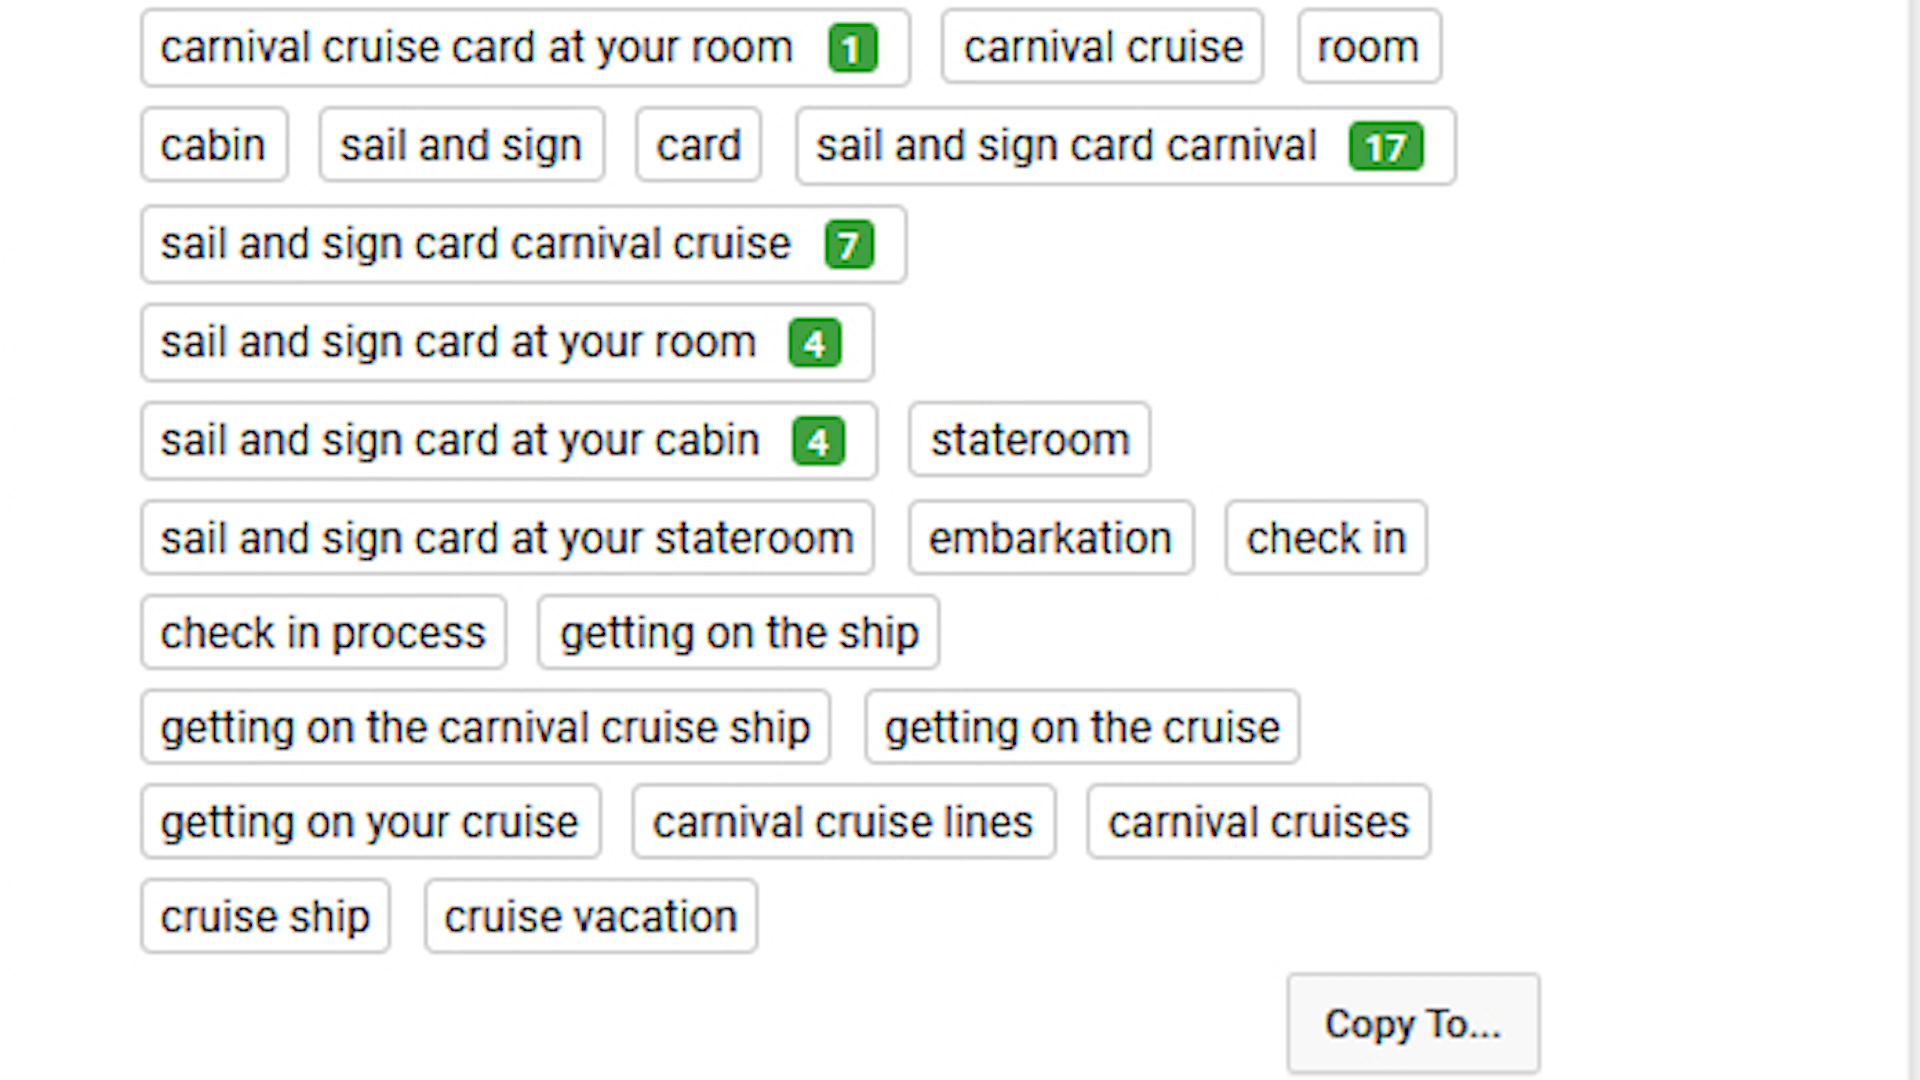 carnival cruise card at your room 1 carnival cruise room
cabin sail and sign card sail and sign card carnival 17
sail and sign card carnival cruise 7
sail and sign card at your room 4
sail and sign card at your cabin 4 stateroom
sail and sign card at your stateroom embarkation check in
check in process getting on the ship
getting on the carnival cruise ship getting on the cruise
getting on your cruise carnival cruise lines carnival cruises
cruise ship cruise vacation
Copy To...